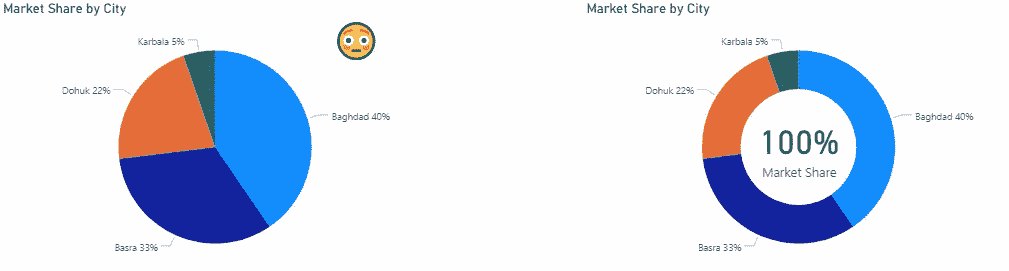 Market Share by City
Karbala 5%
Dohuk 22%
Baghdad 40%
Basra 33%
Market Share by City
Karbala 5%
Dohuk 22%
Baghdad 40%
100%
Market Share
Basra 33%